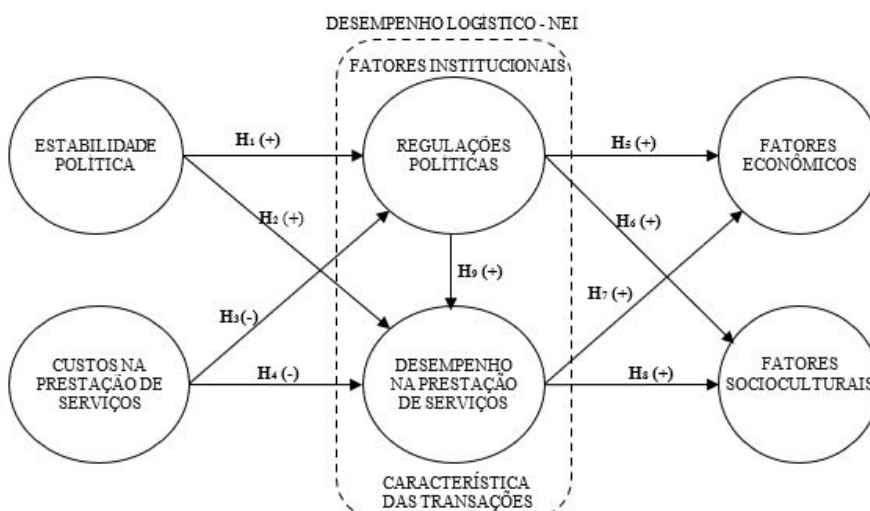 DESEMPENHO LOGÍSTICO - NEI
FATORES INSTITUCIONAIS
ESTABILIDADE
POLÍTICA
H1 (+)
REGULAÇÕES
POLÍTICAS
H5 (+)
FATORES
ECONÔMICOS
H2 (+)
H6 (+)
H9 (+)
H7 (+)
H3(-)
CUSTOS NA
PRESTAÇÃO DE
SERVIÇOS
H4 (-)
DESEMPENHO
NA PRESTAÇÃO
DE SERVIÇOS
H8 (+)
FATORES
SOCIOCULTURAIS
CARACTERÍSTICA
DAS TRANSAÇÕES